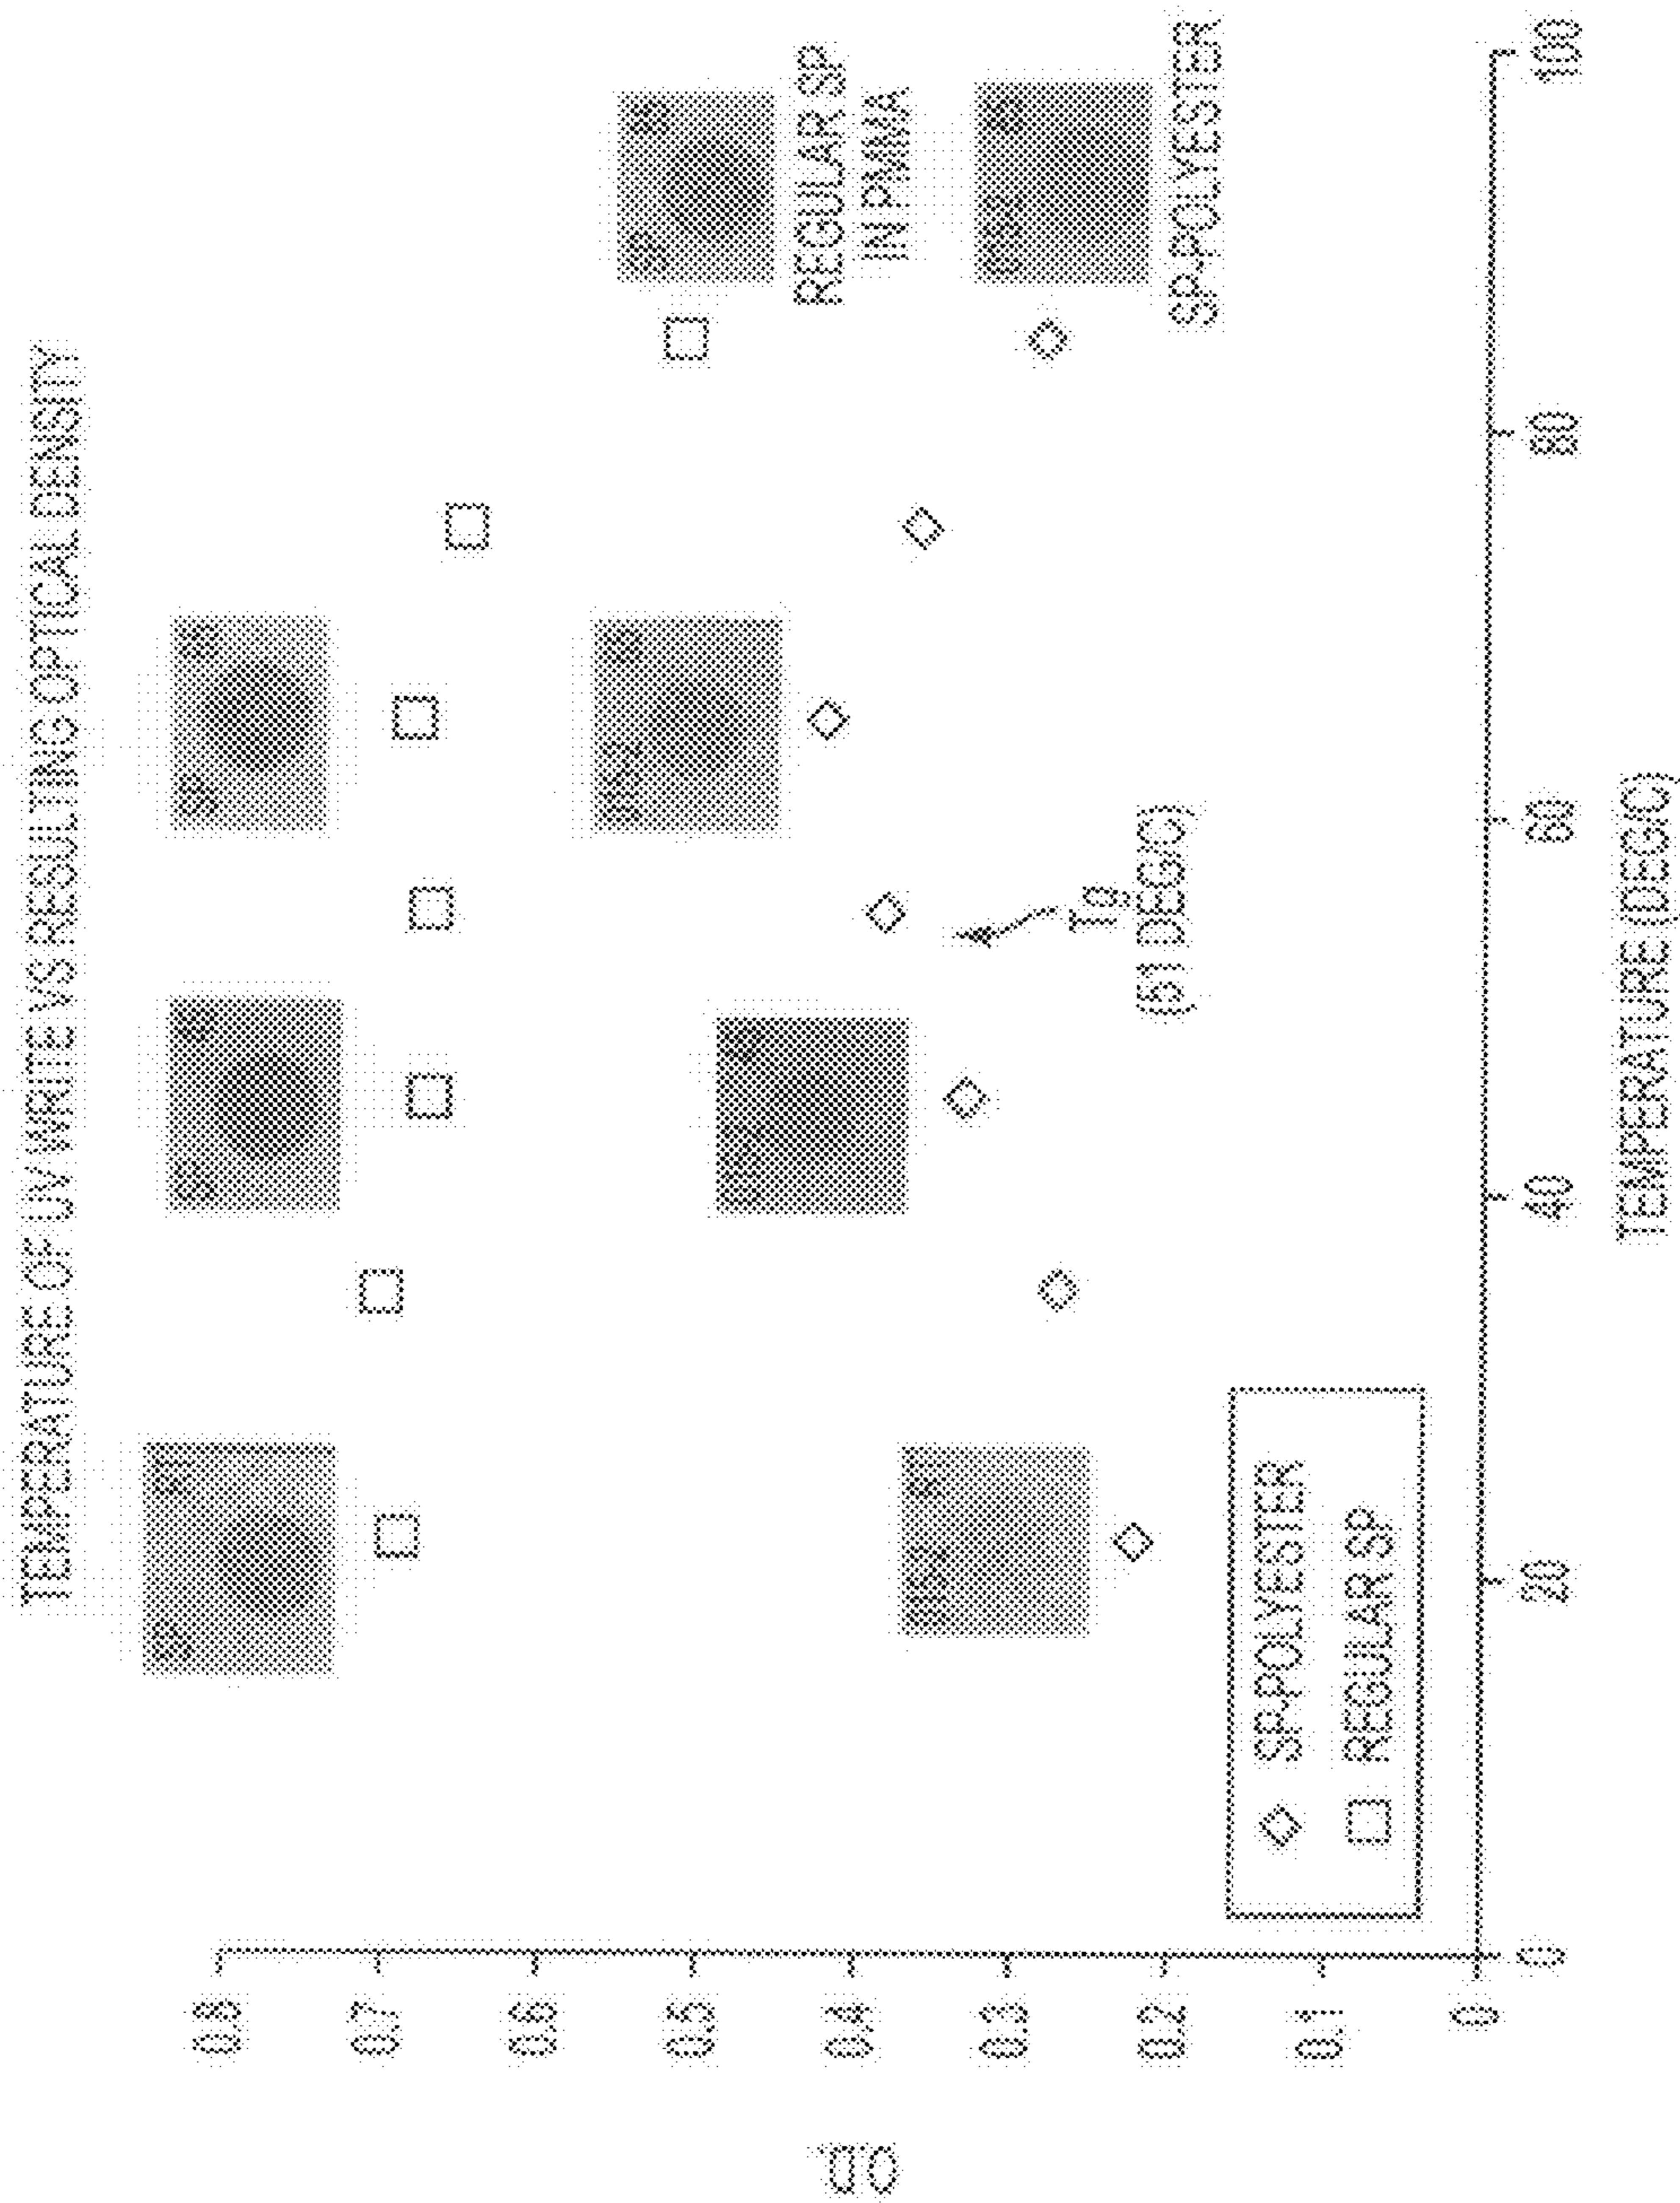 TEMPERATURE OF UV WRITE VS RESULTING OPTICAL DENSITY
O.D.
0.8
0.7
0.6
0.5
0.4
0.3
0.2
0.1
0
REGULAR SP
IN PMMA
SP-POLYESTER
Tg
(51 DEG/C)
SP-POLYESTER
REGULAR SP
0
20
40
60
80
100
TEMPERATURE (DES/C)